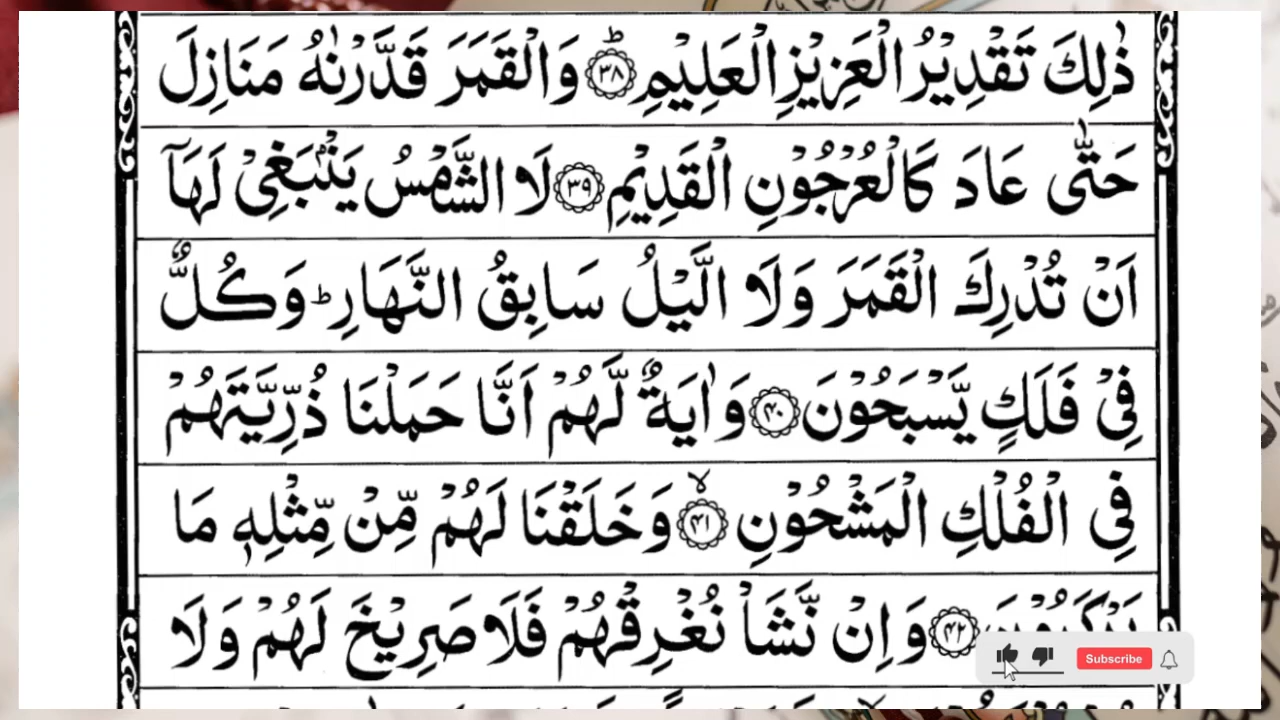 ذٰلِكَ تَقْدِيْرُ الْعَزِيْزِ الْعَلِيْمِ ؕ ﴿۳۸﴾ وَالْقَمَرَ قَدَّرْنٰهُ مَنَازِلَ
حَتّٰى عَادَ كَالْعُرْجُوْنِ الْقَدِيْمِ ﴿۳۹﴾ لَا الشَّمْسُ يَنْۢبَغِىْ لَهَاۤ
اَنْ تُدْرِكَ الْقَمَرَ وَلَا الَّيْلُ سَابِقُ النَّهَارِ ؕ وَكُلٌّ
فِىْ فَلَكٍ يَّسْبَحُوْنَ ﴿۴۰﴾ وَاٰيَةٌ لَّهُمْ اَنَّا حَمَلْنَا ذُرِّيَّتَهُمْ
فِى الْفُلْكِ الْمَشْحُوْنِ ۙ ﴿۴۱﴾ وَخَلَقْنَا لَهُمْ مِّنْ مِّثْلِهٖ مَا
يَرْكَبُوْنَ ﴿۴۲﴾ وَاِنْ نَّشَاْ نُغْرِقْهُمْ فَلَا صَرِيْخَ لَهُمْ وَلَا
Subscribe